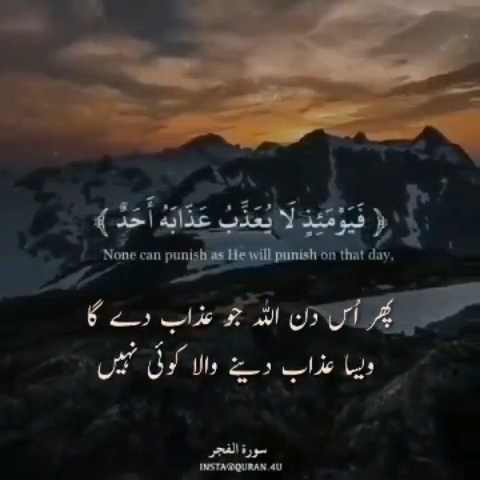 ﴿ فَيَوْمَئِذٍ لَا يُعَذِّبُ عَذَابَهُ أَحَدٌ ﴾
None can punish as He will punish on that day,
پھر اُس دن اللہ جو عذاب دے گا
ویسا عذاب دینے والا کوئی نہیں
سورة الفجر
INSTA@QURAN.4U